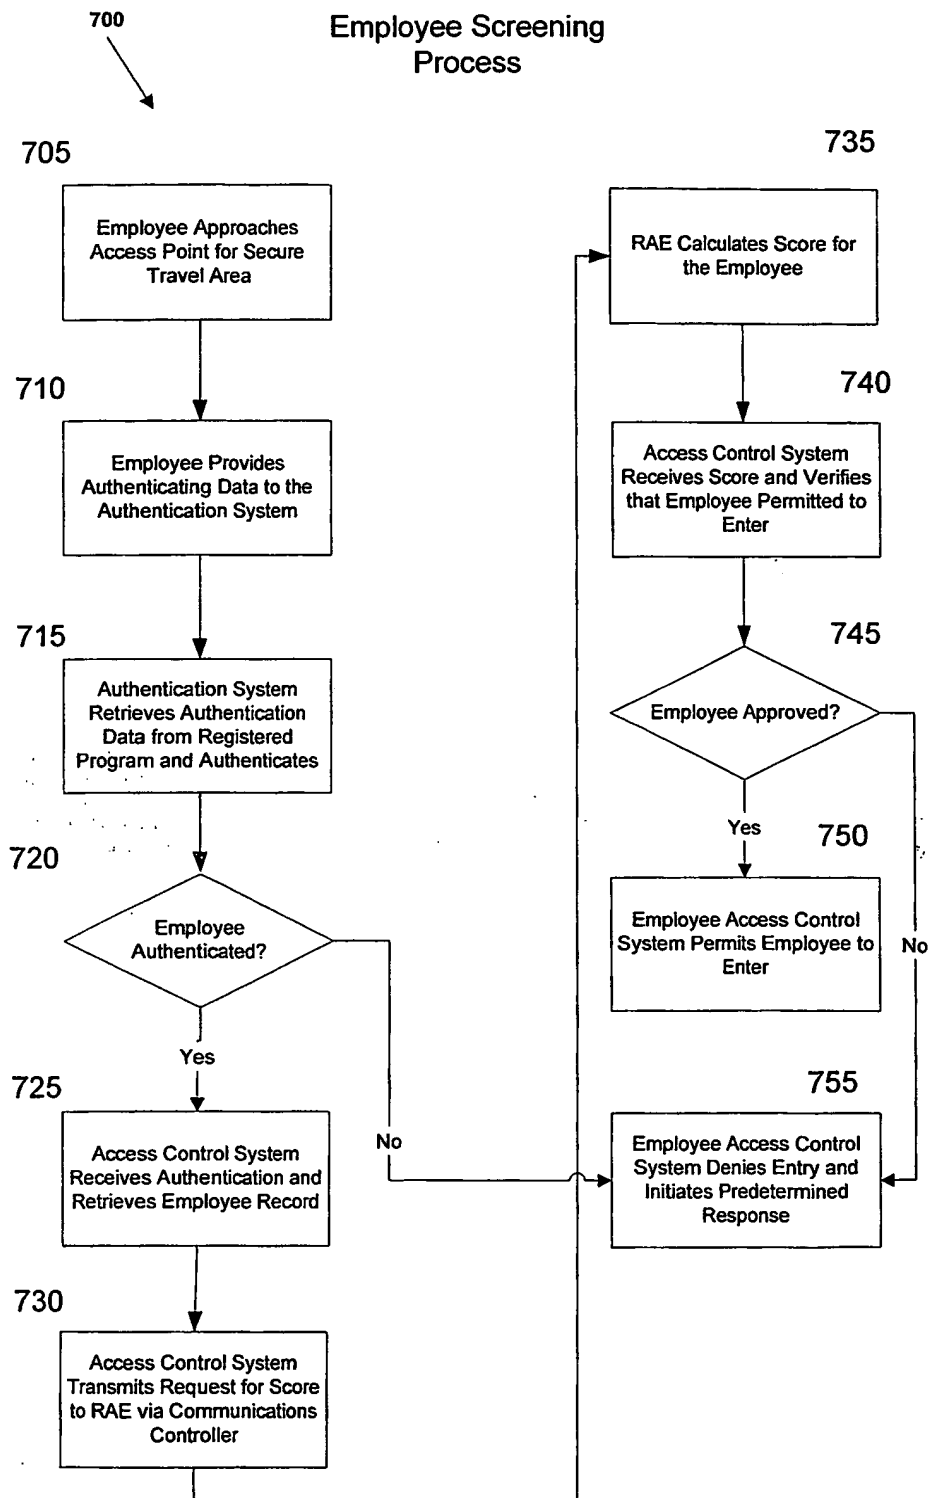 700
Employee Screening
Process
705
Employee Approaches
Access Point for Secure
Travel Area
710
Employee Provides
Authenticating Data to the
Authentication System
715
Authentication System
Retrieves Authentication
Data from Registered
Program and Authenticates
720
Employee
Authenticated?
Yes
No
725
Access Control System
Receives Authentication and
Retrieves Employee Record
730
Access Control System
Transmits Request for Score
to RAE via Communications
Controller
735
RAE Calculates Score for
the Employee
740
Access Control System
Receives Score and Verifies
that Employee Permitted to
Enter
745
Employee Approved?
Yes
No
750
Employee Access Control
System Permits Employee to
Enter
755
Employee Access Control
System Denies Entry and
Initiates Predetermined
Response